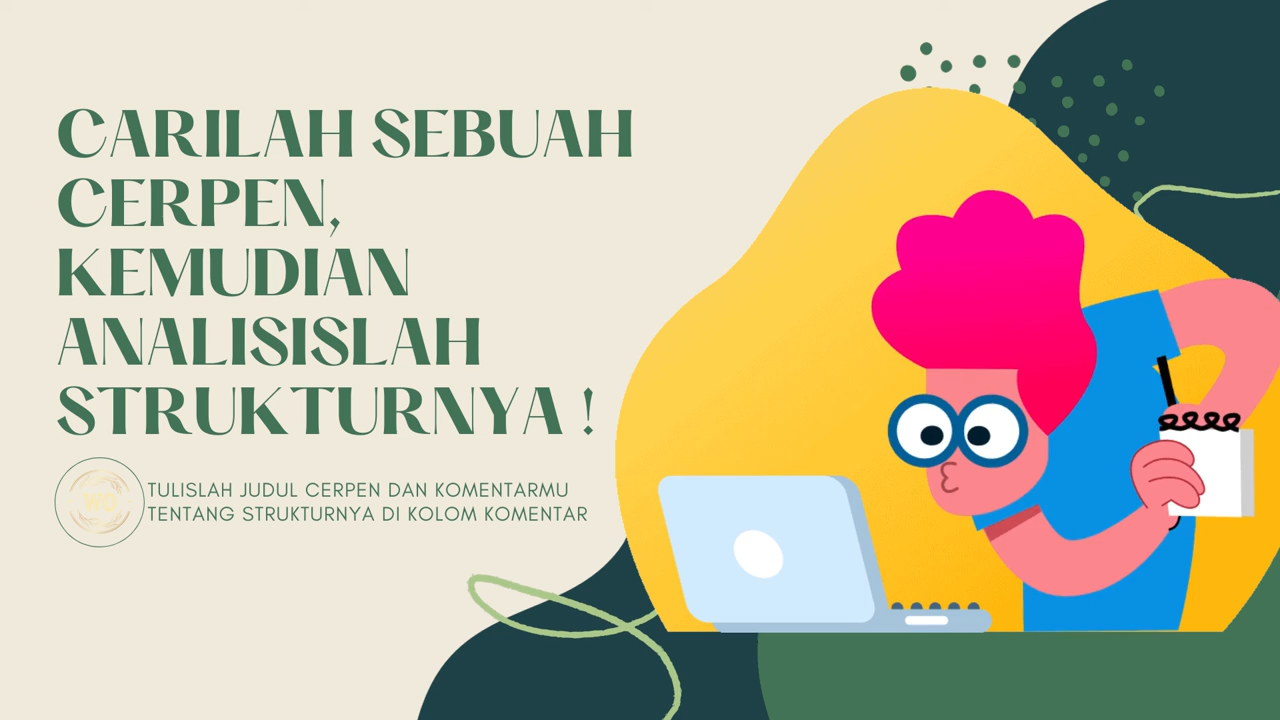 CARILAH SEBUAH
CERPEN,
KEMUDIAN
ANALISISLAH
STRUKTURNYA !
TULISLAH JUDUL CERPEN DAN KOMENTARMU
TENTANG STRUKTURNYA DI KOLOM KOMENTAR